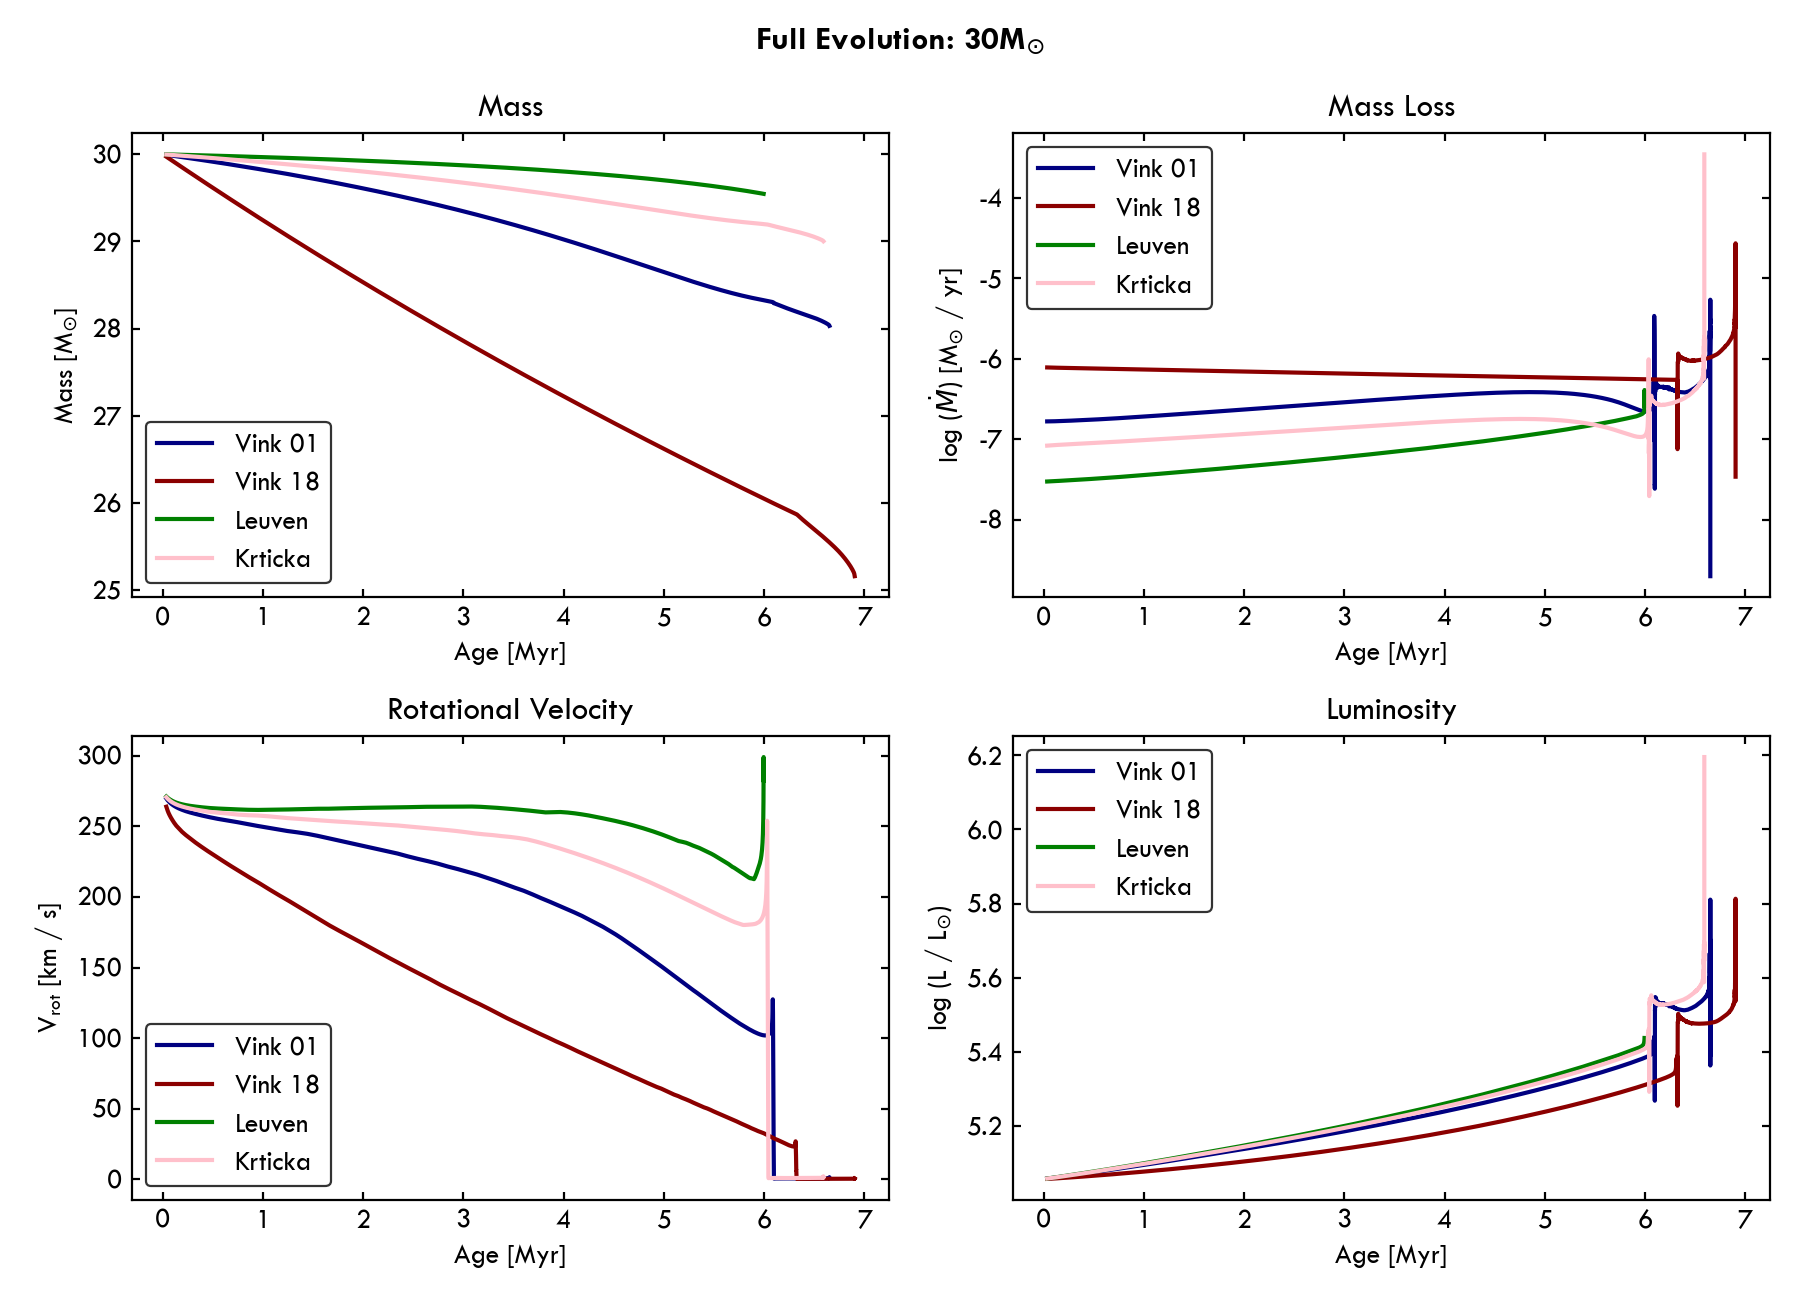 Full Evolution: 30M⊙
Mass
Mass [M⊙]
30
29
28
27
26
25
Vink 01
Vink 18
Leuven
Krticka
0 1 2 3 4 5 6 7
Age [Myr]
Mass Loss
log (Ṁ) [M⊙ / yr]
-4
-5
-6
-7
-8
Vink 01
Vink 18
Leuven
Krticka
0 1 2 3 4 5 6 7
Age [Myr]
Rotational Velocity
Vrot [km / s]
300
250
200
150
100
50
0
Vink 01
Vink 18
Leuven
Krticka
0 1 2 3 4 5 6 7
Age [Myr]
Luminosity
log (L / L⊙)
6.2
6.0
5.8
5.6
5.4
5.2
Vink 01
Vink 18
Leuven
Krticka
0 1 2 3 4 5 6 7
Age [Myr]